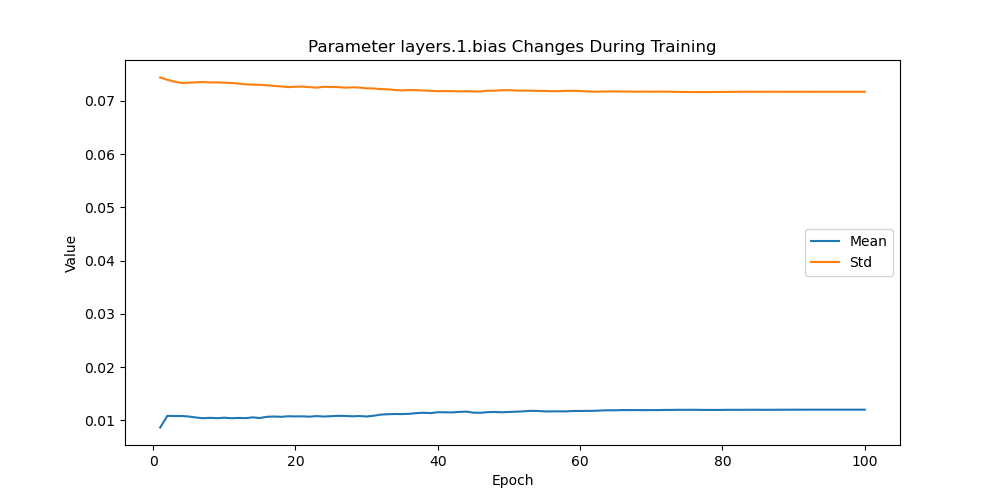 Parameter layers.1.bias Changes During Training
0.07
0.06
0.05
0.04
0.03
0.02
0.01
Value
Mean
Std
0
20
40
60
80
100
Epoch